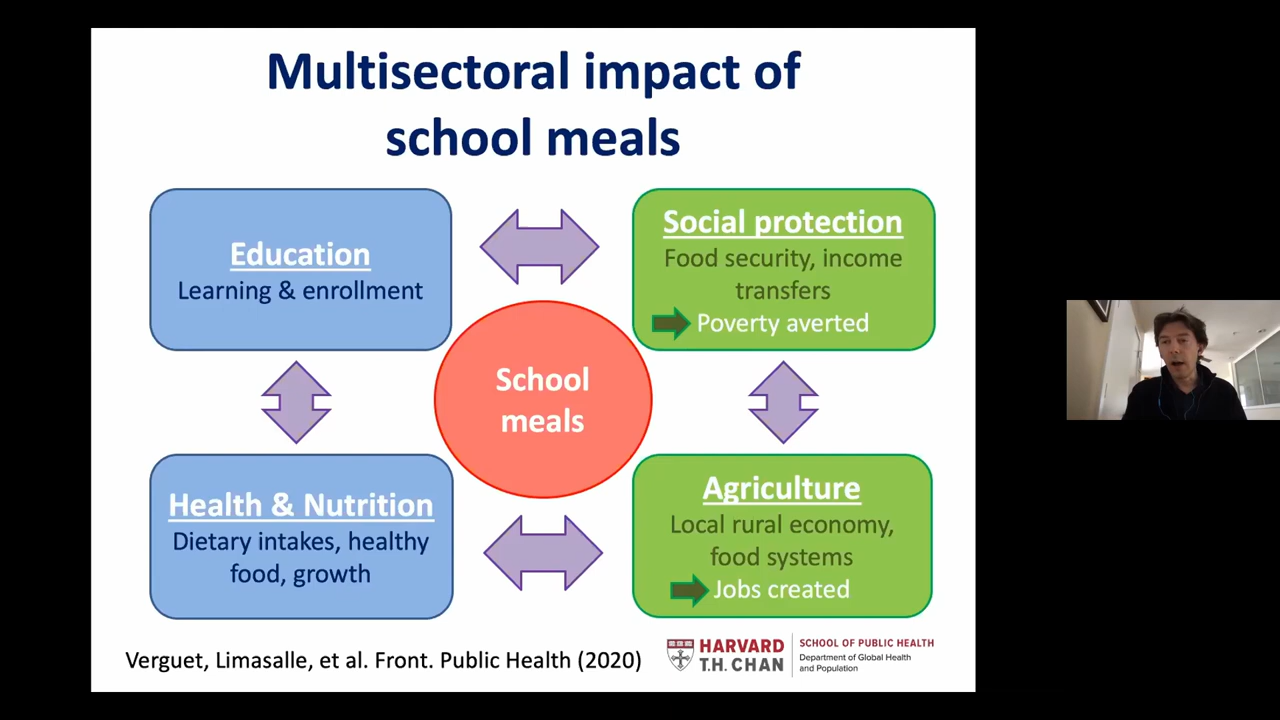 Multisectoral impact of
school meals
Education
Learning & enrollment
Social protection
Food security, income
transfers
Poverty averted
School
meals
Health & Nutrition
Dietary intakes, healthy
food, growth
Agriculture
Local rural economy,
food systems
Jobs created
Verguet, Limasalle, et al. Front. Public Health (2020)
HARVARD
T.H. CHAN
SCHOOL OF PUBLIC HEALTH
Department of Global Health
and Population